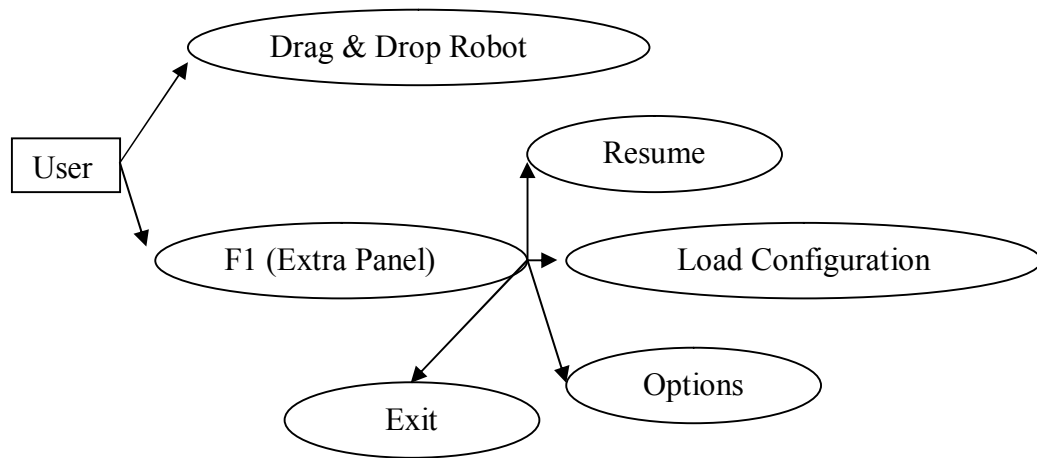 Drag & Drop Robot
User
Resume
F1 (Extra Panel)
Load Configuration
Options
Exit